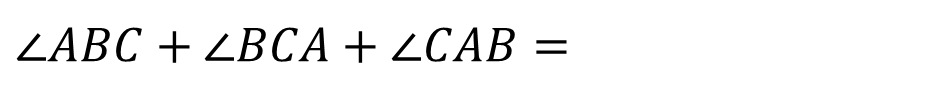 ∠ABC + ∠BCA + ∠CAB =